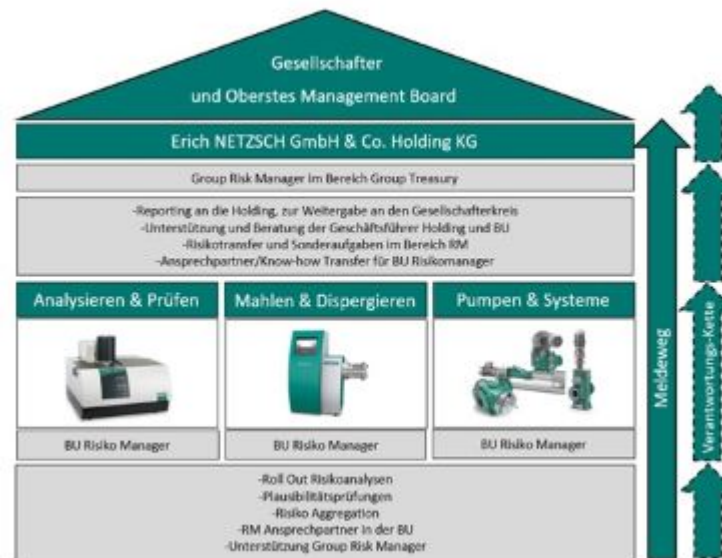 Gesellschafter
und Oberstes Management Board
Erich NETZSCH GmbH & Co. Holding KG
Group Risk Manager im Bereich Group Treasury
-Reporting an die Holding, zur Weitergabe an den Gesellschafterkreis
-Unterstützung und Beratung der Geschäftsführer Holding und BU
-Risikotransfer und Sonderaufgaben im Bereich RM
-Ansprechpartner/Know-how Transfer für BU Risikomanager
Analysieren & Prüfen
Mahlen & Dispergieren
Pumpen & Systeme
BU Risiko Manager
BU Risiko Manager
BU Risiko Manager
-Roll Out Risikoanalysen
-Plausibilitätsprüfungen
-Risiko Aggregation
-RM Ansprechpartner in der BU
-Unterstützung Group Risk Manager
Meldeweg
Verantwortungs-Kette